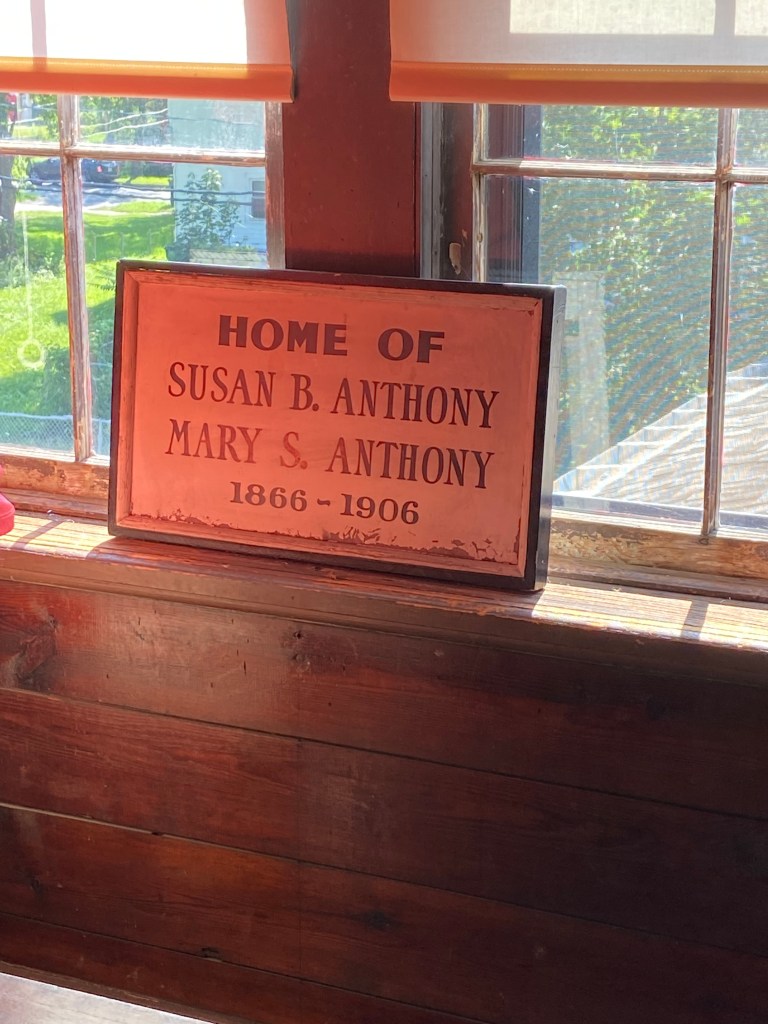 HOME OF
SUSAN B. ANTHONY
MARY S. ANTHONY
1866 - 1906